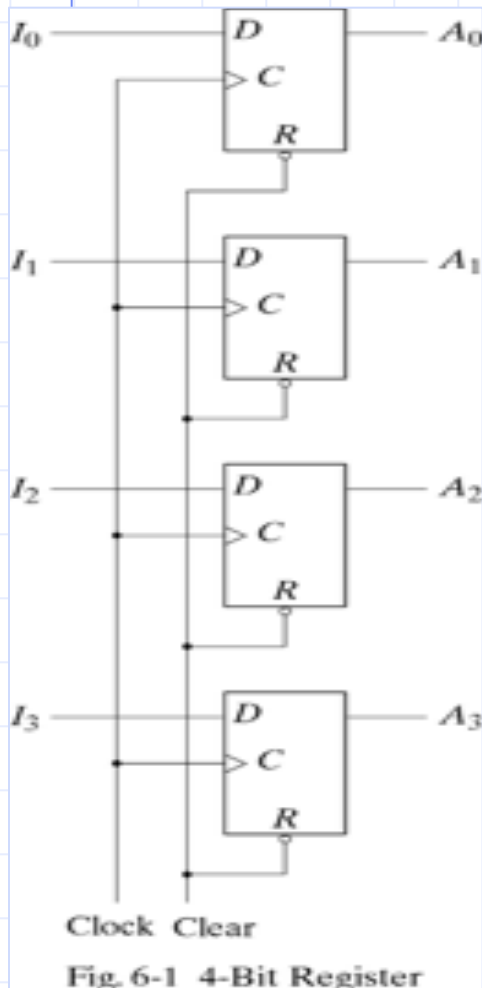 I0 D A0
C
R
I1 D A1
C
R
I2 D A2
C
R
I3 D A3
C
R
Clock Clear
Fig. 6-1 4-Bit Register